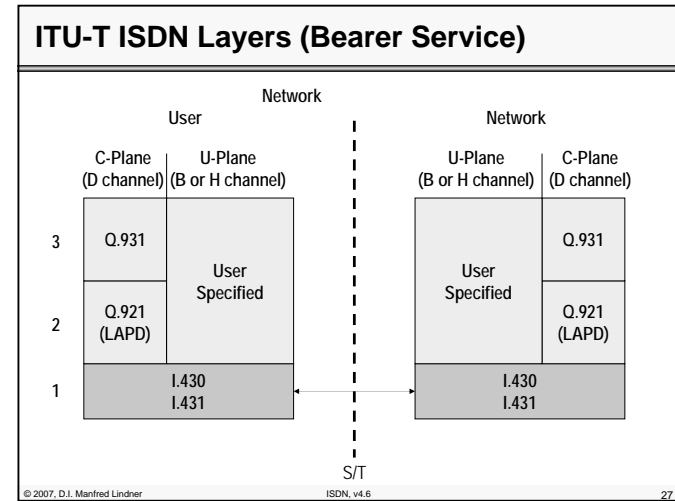 ITU-T ISDN Layers (Bearer Service)
Network
User
Network
C-Plane
(D channel)
U-Plane
(B or H channel)
U-Plane
(B or H channel)
C-Plane
(D channel)
3
Q.931
User
Specified
User
Specified
Q.931
2
Q.921
(LAPD)
Q.921
(LAPD)
1
I.430
I.431
I.430
I.431
S/T
© 2007, D.I. Manfred Lindner
ISDN, v4.6
27